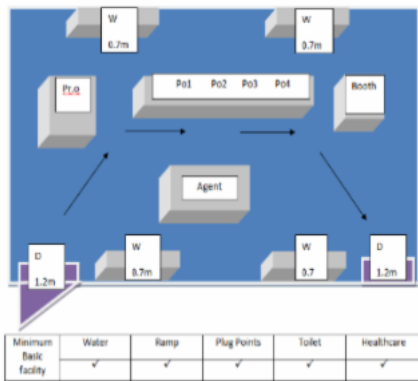 W
0.7m
W
0.7m
Pr.o
Po1 Po2 Po3 Po4
Booth
Agent
D
1.2m
W
0.7m
W
0.7
D
1.2m
Minimum Basic facility Water Ramp Plug Points Toilet Healthcare
✓ ✓ ✓ ✓ ✓